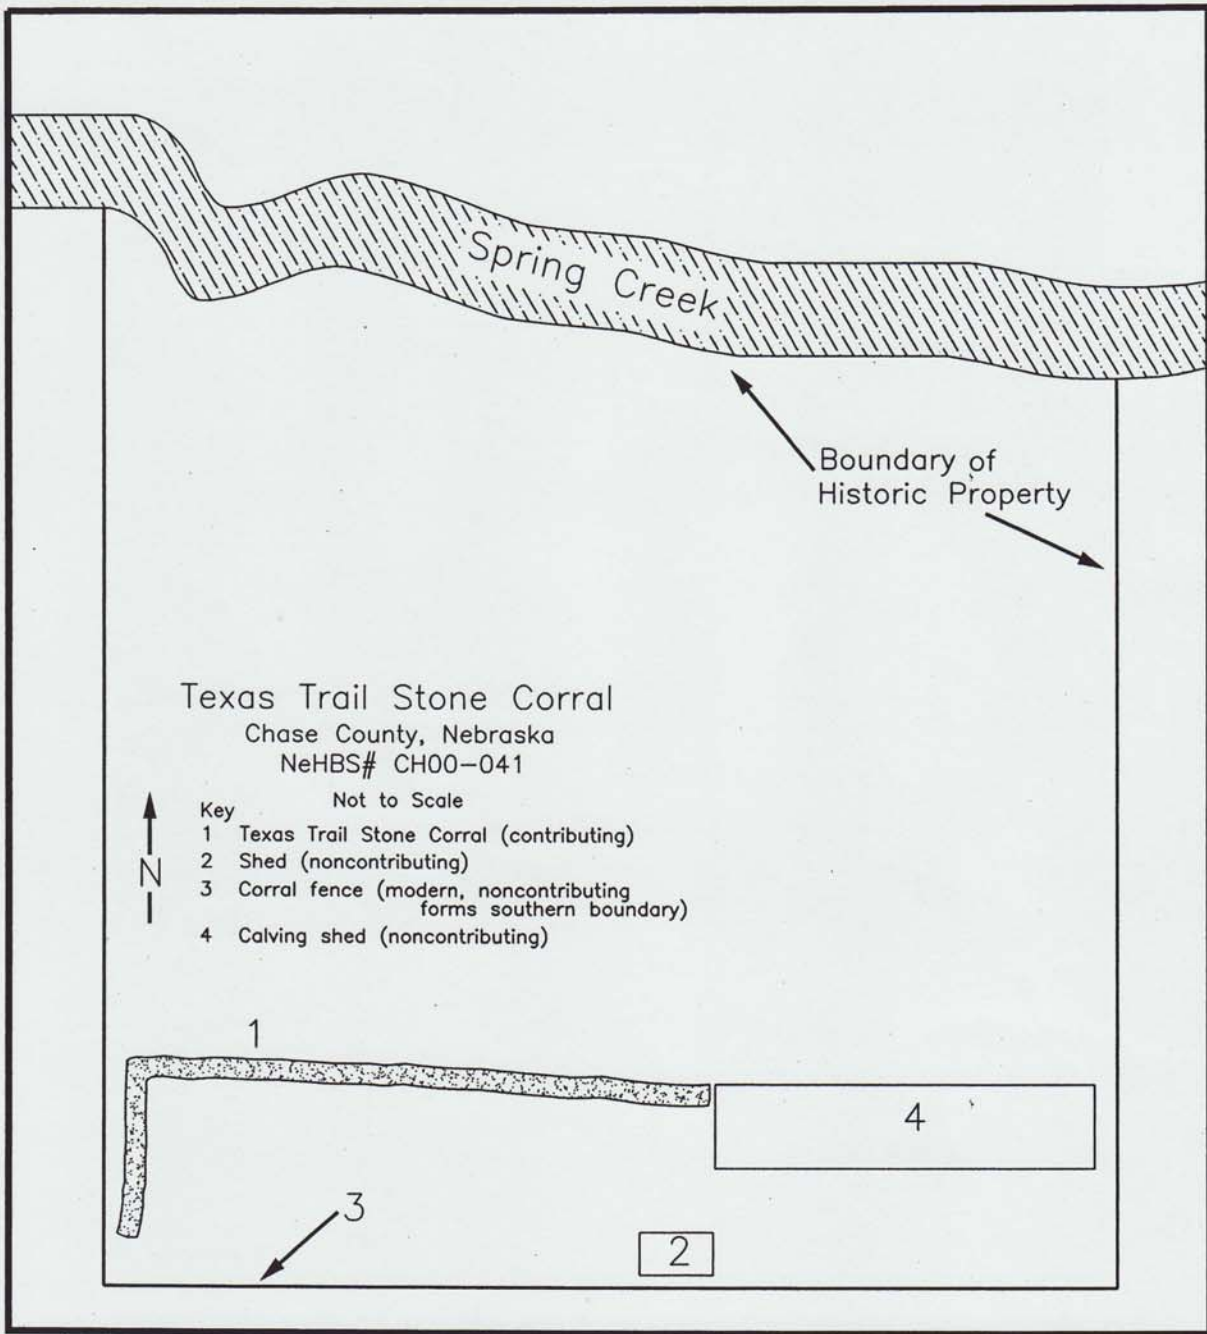 Spring Creek
Boundary of
Historic Property
Texas Trail Stone Corral
Chase County, Nebraska
NeHBS# CH00-041
Not to Scale
Key
1 Texas Trail Stone Corral (contributing)
2 Shed (noncontributing)
3 Corral fence (modern, noncontributing
forms southern boundary)
4 Calving shed (noncontributing)
N
1
4
3
2